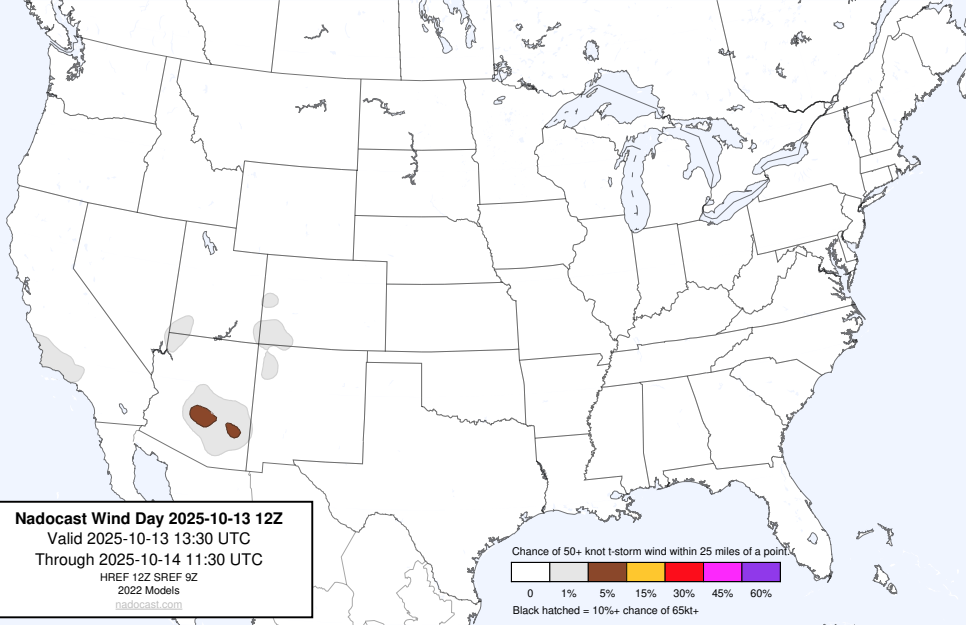 Nadocast Wind Day 2025-10-13 12Z
Valid 2025-10-13 13:30 UTC
Through 2025-10-14 11:30 UTC
HREF 12Z SREF 9Z
2022 Models
nadocast.com
Chance of 50+ knot t-storm wind within 25 miles of a point.
0 1% 5% 15% 30% 45% 60%
Black hatched = 10%+ chance of 65kt+